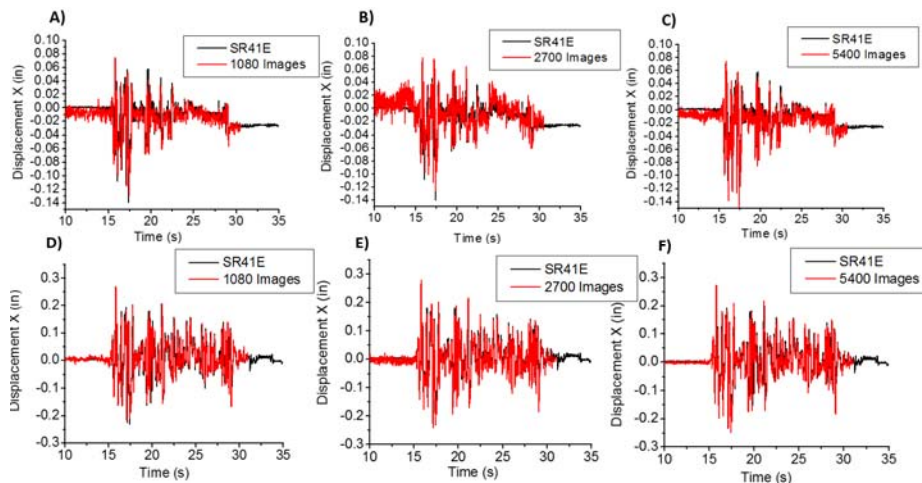 A)
SR41E
1080 Images
Displacement X (in)
0.10
0.08
0.06
0.04
0.02
0.00
-0.02
-0.04
-0.06
-0.08
-0.10
-0.12
-0.14
10 15 20 25 30 35
Time (s)
B)
SR41E
2700 Images
Displacement X (in)
0.10
0.08
0.06
0.04
0.02
0.00
-0.02
-0.04
-0.06
-0.08
-0.10
-0.12
-0.14
10 15 20 25 30 35
Time (s)
C)
SR41E
5400 Images
Displacement X (in)
0.10
0.08
0.06
0.04
0.02
0.00
-0.02
-0.04
-0.06
-0.08
-0.10
-0.12
-0.14
10 15 20 25 30 35
Time (s)
D)
SR41E
1080 Images
Displacement X (in)
0.3
0.2
0.1
0.0
-0.1
-0.2
-0.3
10 15 20 25 30 35
Time (s)
E)
SR41E
2700 Images
Displacement X (in)
0.3
0.2
0.1
0.0
-0.1
-0.2
-0.3
10 15 20 25 30 35
Time (s)
F)
SR41E
5400 Images
Displacement X (in)
0.3
0.2
0.1
0.0
-0.1
-0.2
-0.3
10 15 20 25 30 35
Time (s)